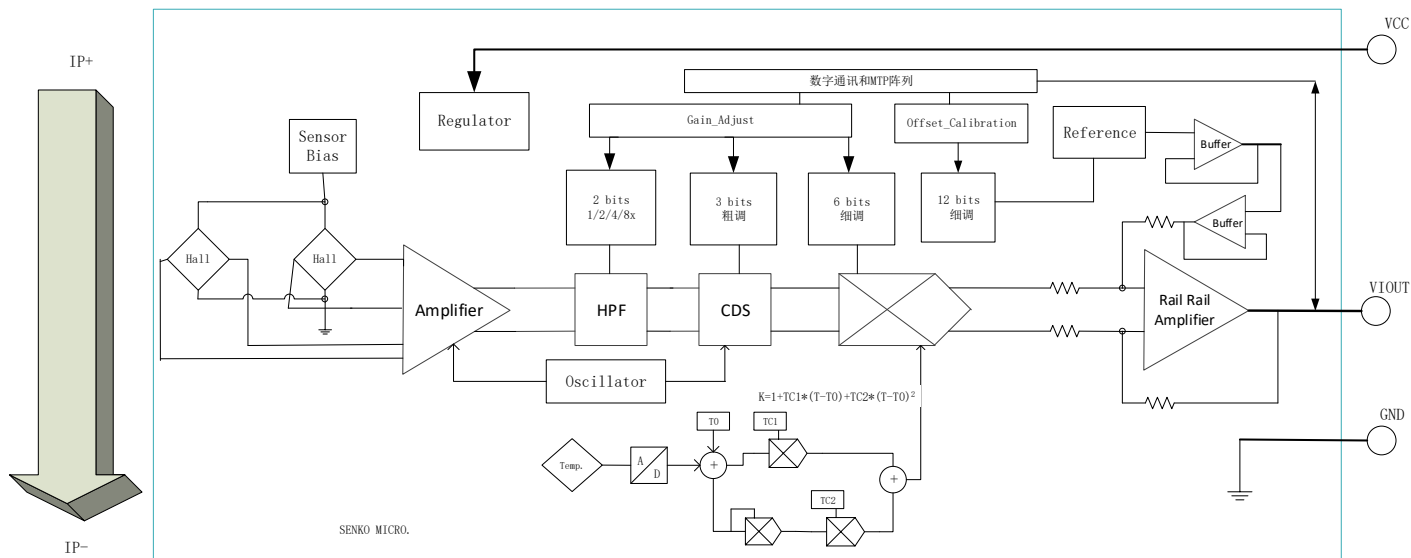 VCC
IP+
数字通讯和MTP阵列
Regulator
Gain_Adjust
Offset_Calibration
Reference
Buffer
Sensor
Bias
2 bits
1/2/4/8x
3 bits
粗调
6 bits
细调
12 bits
细调
Buffer
Hall
Hall
Amplifier
HPF
CDS
Rail Rail
Amplifier
VIOUT
Oscillator
K=1+TC1*(T-T0)+TC2*(T-T0)²
T0
TC1
GND
Temp.
A
D
+
+
TC2
SENKO MICRO.
IP-